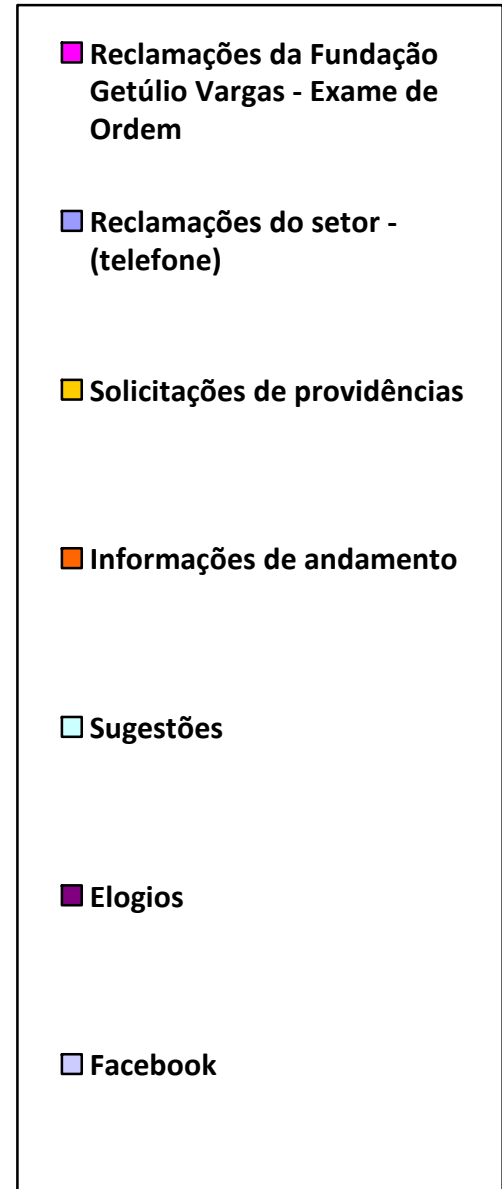 Reclamações da Fundação
Getúlio Vargas - Exame de
Ordem
Reclamações do setor -
(telefone)
Solicitações de providências
Informações de andamento
Sugestões
Elogios
Facebook